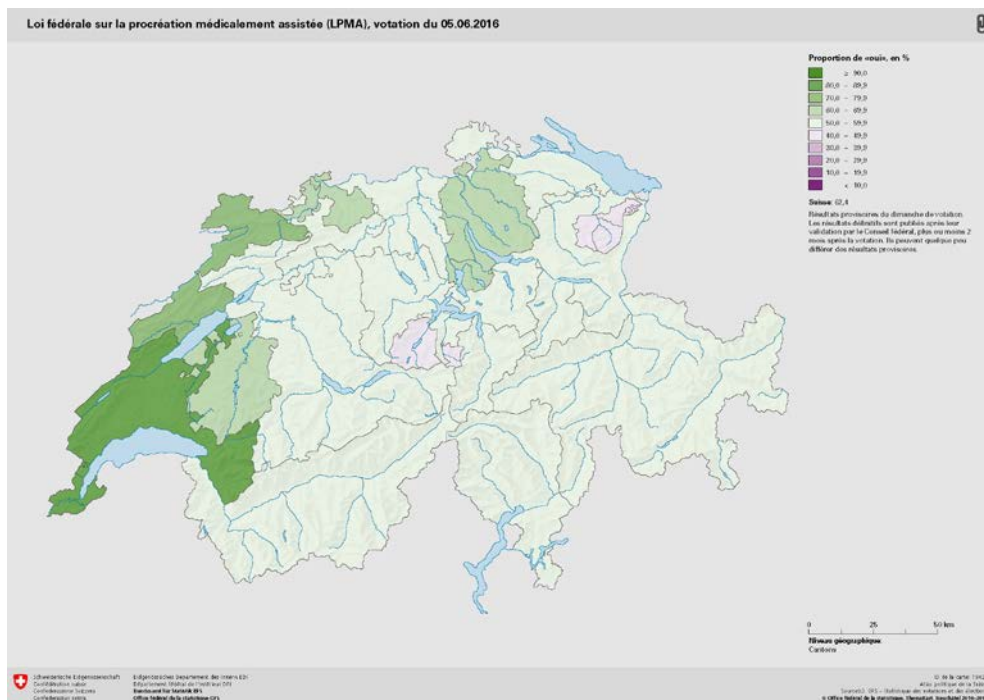 Loi fédérale sur la procréation médicalement assistée (LPMA), votation du 05.06.2016
Proportion de «oui», en %
≥ 90,0
80,0 – 89,9
70,0 – 79,9
60,0 – 69,9
50,0 – 59,9
40,0 – 49,9
30,0 – 39,9
20,0 – 29,9
10,0 – 19,9
< 10,0
Suisse: 62,4
Résultats provisoires du dimanche de votation.
Les résultats définitifs sont publiés après leur
validation par le Conseil fédéral, plus ou moins 2
mois après la votation. Ils peuvent quelque peu
différer des résultats provisoires.
0 25 50 km
Niveau géographique:
Cantons
Schweizerische Eidgenossenschaft
Confédération suisse
Confederazione Svizzera
Confederaziun svizra
Eidgenössisches Departement des Innern EDI
Département fédéral de l'intérieur DFI
Bundesamt für Statistik BFS
Office fédéral de la statistique OFS